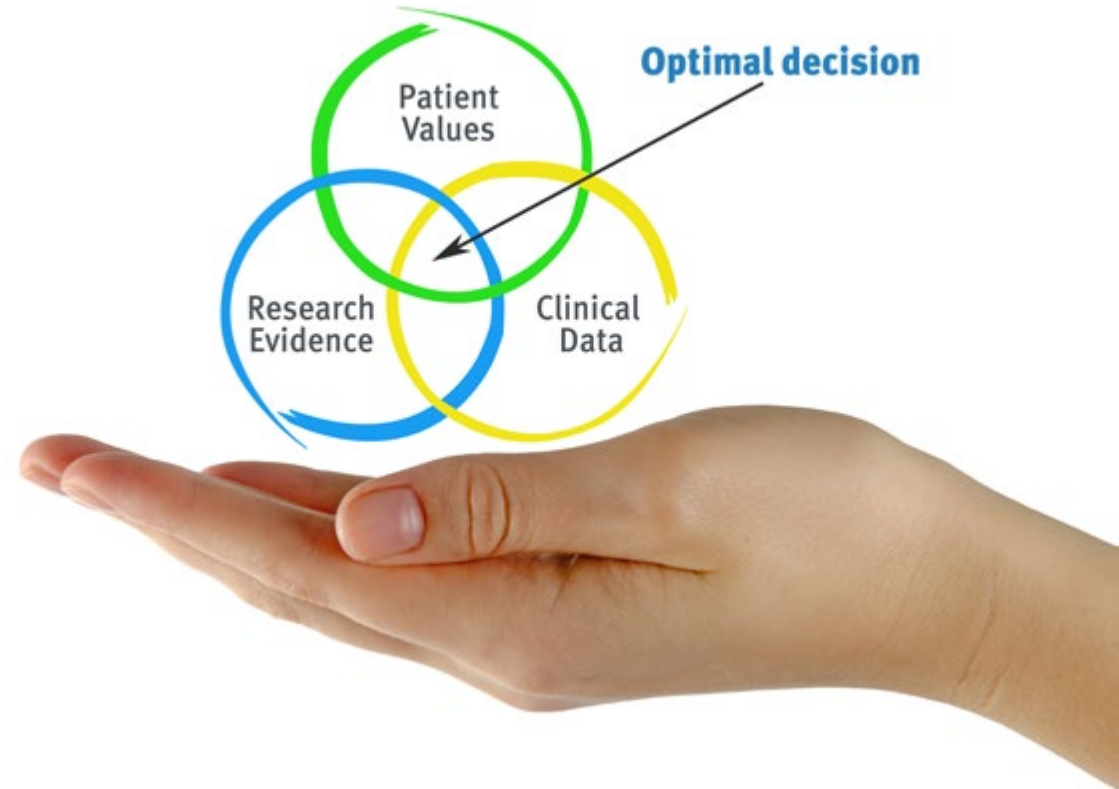 Optimal decision
Patient
Values
Research
Evidence
Clinical
Data